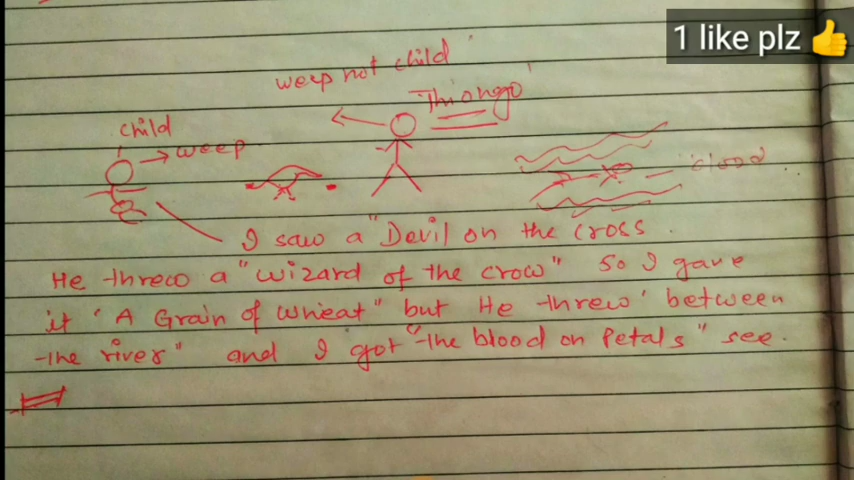 1 like plz 👍
weep not child
Thiongo
child
weep
blood
I saw a "Devil on the cross.
He threw a "wizard of the crow" so I gave
it "A Grain of wheat" but He threw 'between
the river" and I got "the blood on Petals" see.